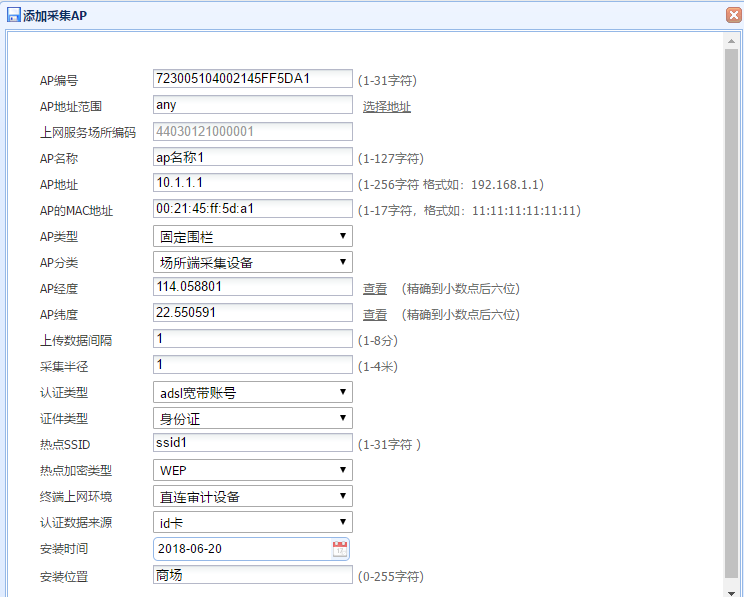 添加采集AP
AP编号 723005104002145FF5DA1 (1-31字符)
AP地址范围 any 选择地址
上网服务场所编码 44030121000001
AP名称 ap名称1 (1-127字符)
AP地址 10.1.1.1 (1-256字符 格式如：192.168.1.1)
AP的MAC地址 00:21:45:ff:5d:a1 (1-17字符，格式如：11:11:11:11:11:11)
AP类型 固定围栏
AP分类 场所端采集设备
AP经度 114.058801 查看 （精确到小数点后六位）
AP纬度 22.550591 查看 （精确到小数点后六位）
上传数据间隔 1 (1-8分)
采集半径 1 (1-4米)
认证类型 adsl宽带账号
证件类型 身份证
热点SSID ssid1 (1-31字符 )
热点加密类型 WEP
终端上网环境 直连审计设备
认证数据来源 id卡
安装时间 2018-06-20
安装位置 商场 (0-255字符)